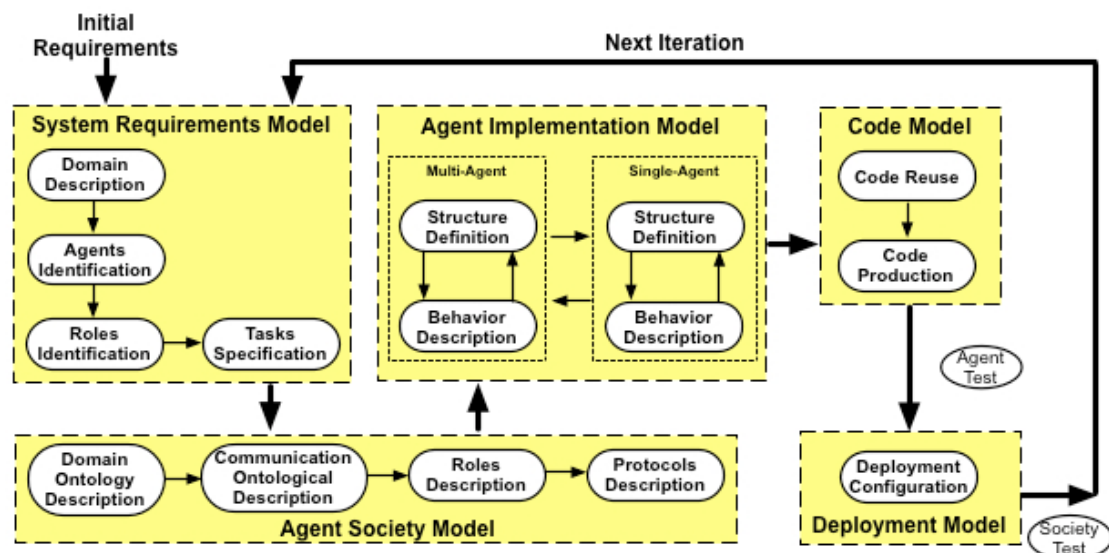 Initial
Requirements
Next Iteration
System Requirements Model
Domain
Description
Agents
Identification
Roles
Identification
Tasks
Specification
Agent Implementation Model
Multi-Agent
Structure
Definition
Behavior
Description
Single-Agent
Structure
Definition
Behavior
Description
Code Model
Code Reuse
Code
Production
Agent
Test
Domain
Ontology
Description
Communication
Ontological
Description
Roles
Description
Protocols
Description
Agent Society Model
Deployment
Configuration
Deployment Model
Society
Test